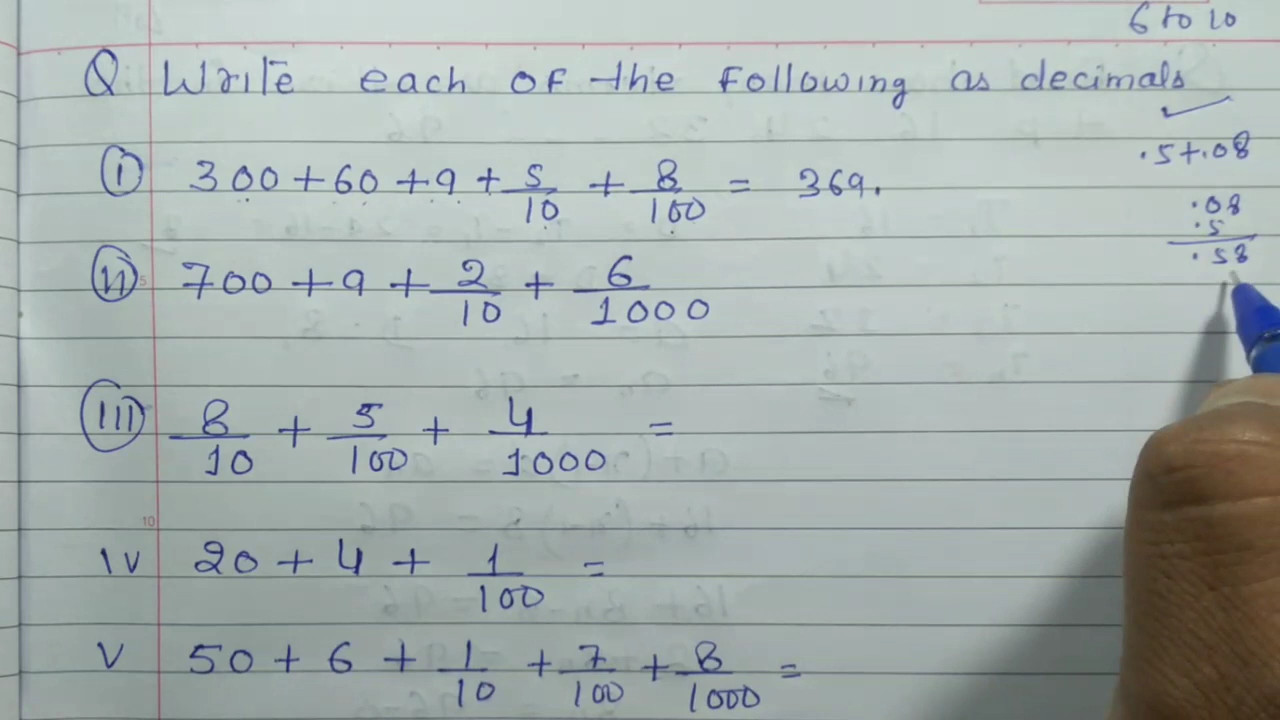 6 to 10
Q Write each of the following as decimals
.5+.08
(i) 300+60+9+5/10 + 8/100 = 369.
.08
.5
.58
(ii) 700+9+2/10 + 6/1000
(iii) 8/10 + 5/100 + 4/1000 =
iv 20+4+ 1/100 =
v 50+6+1/10 +7/100+8/1000=
5
10